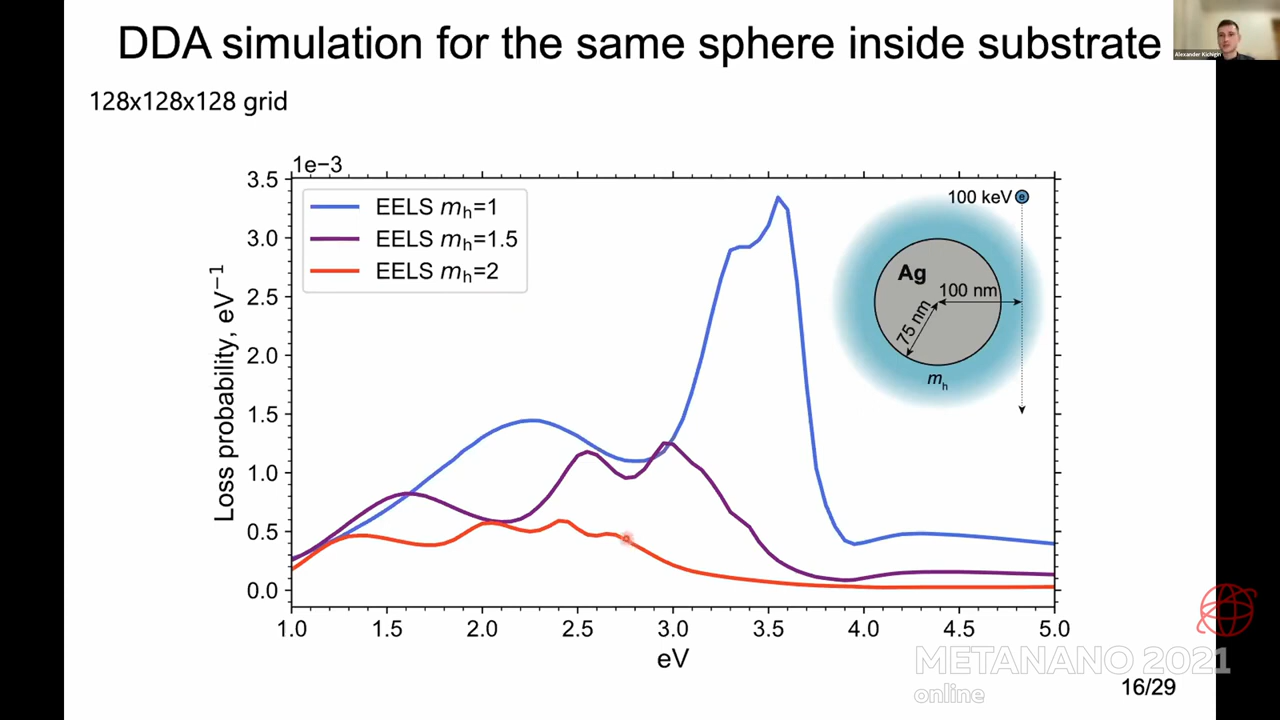 DDA simulation for the same sphere inside substrate
Alexander Kichigin
128x128x128 grid
1e−3
3.5
3.0
2.5
2.0
1.5
1.0
0.5
0.0
Loss probability, eV⁻¹
EELS mₕ=1
EELS mₕ=1.5
EELS mₕ=2
100 keV
e
Ag
100 nm
75 nm
mₕ
1.0 1.5 2.0 2.5 3.0 3.5 4.0 4.5 5.0
eV
METANANO 2021
online
16/29